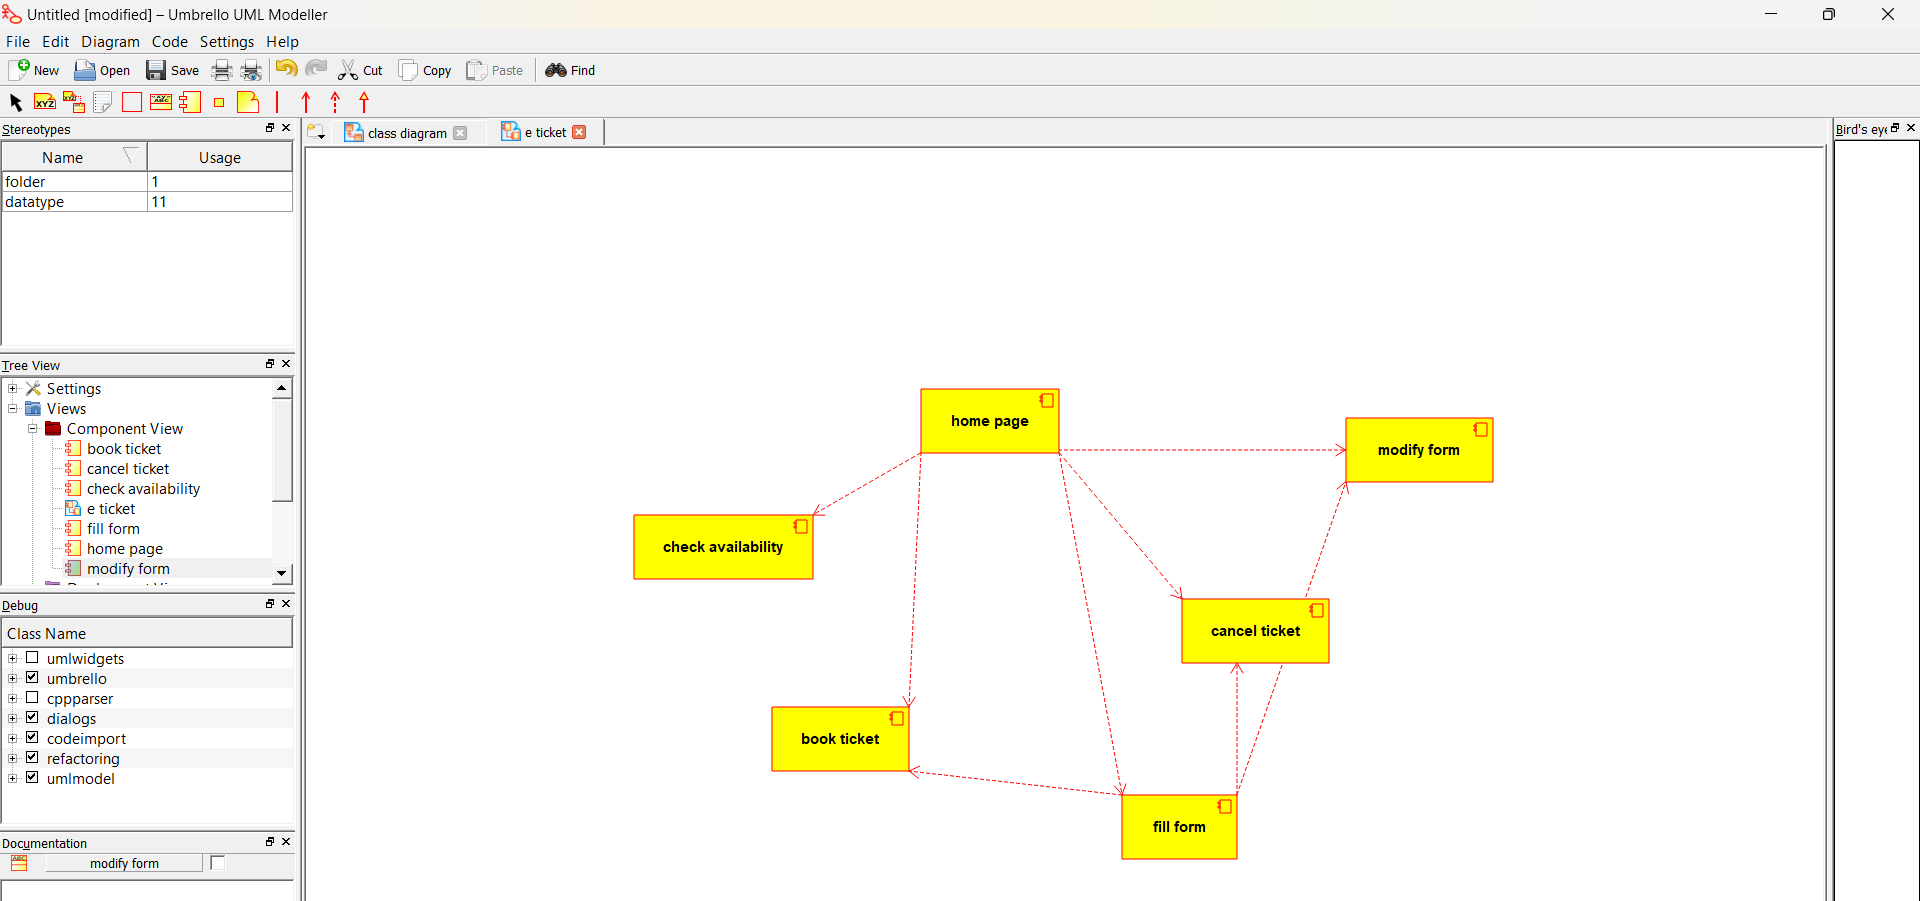 Untitled [modified] – Umbrello UML Modeller
File Edit Diagram Code Settings Help
New Open Save Cut Copy Paste Find
XYZ
Stereotypes
class diagram
e ticket
Bird's eye
Name Usage
folder 1
datatype 11
Tree View
Settings
Views
Component View
book ticket
cancel ticket
check availability
e ticket
fill form
home page
modify form
Debug
Class Name
umlwidgets
umbrello
cppparser
dialogs
codeimport
refactoring
umlmodel
Documentation
modify form
home page
modify form
check availability
cancel ticket
book ticket
fill form